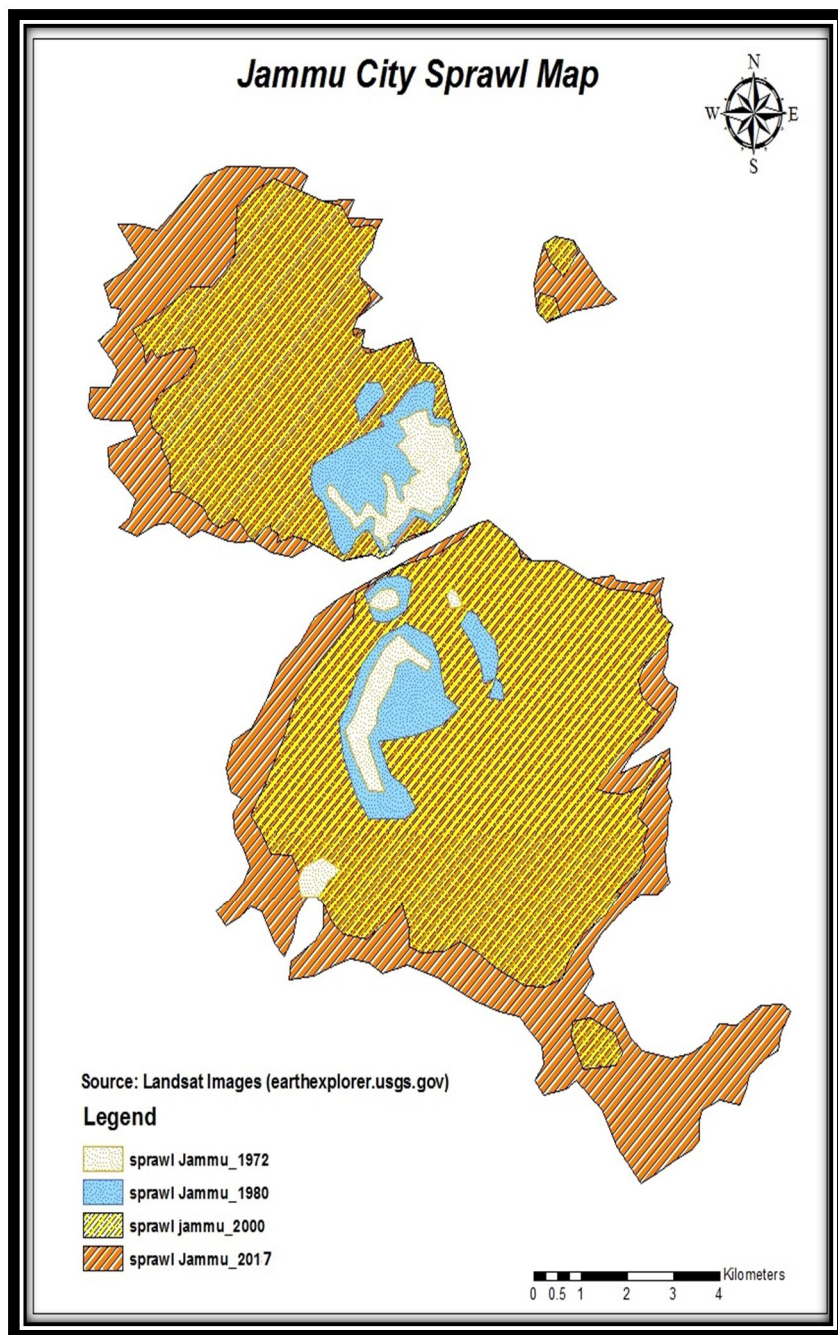 Jammu City Sprawl Map
N
W E
S
Source: Landsat Images (earthexplorer.usgs.gov)
Legend
sprawl Jammu_1972
sprawl Jammu_1980
sprawl jammu_2000
sprawl Jammu_2017
Kilometers
0 0.5 1 2 3 4